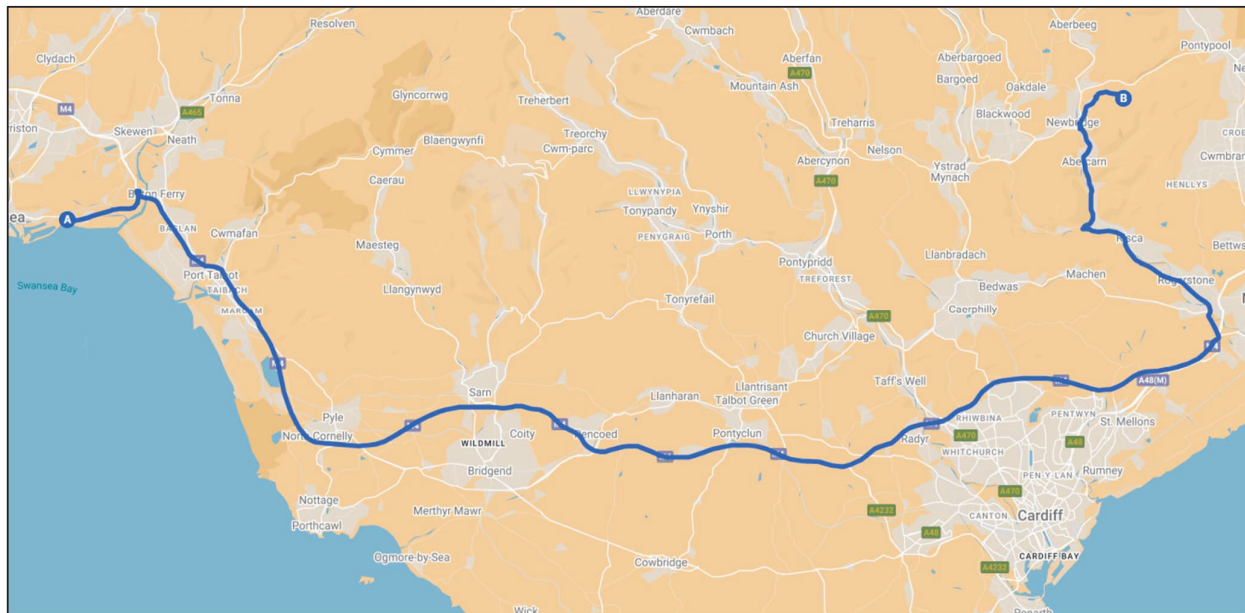 Clydach
Resolven
Aberdare
Cwmbach
Aberfan
Aberbargoed
Aberbeeg
Pontypool
M4
Tonna
A465
Glyncorrwg
Treherbert
Mountain Ash
A470
Bargoed
Oakdale
Blackwood
B
Skewen
Neath
Blaengwynfi
Treorchy
Cwm-parc
Treharris
Newbridge
Cymmer
Caerau
Abercynon
Nelson
Ystrad
Mynach
Abercarn
Cwmbran
A470
LLWYNYPIA
HENLLYS
A
Cwmafan
Maesteg
Tonypandy
Ynyshir
PENYGRAIG
Porth
Llanbradach
Risca
Port Talbot
TAIBACH
MARGAM
Swansea Bay
Llangynwyd
Pontypridd
TREFOREST
Machen
Bedwas
Rogerstone
Tonyrefail
A470
Caerphilly
Church Village
M4
Taff's Well
A48(M)
Sarn
Llanharan
Llantrisant
Talbot Green
Pyle
North Cornelly
WILDMILL
Coity
Pencoed
Pontyclun
Radyr
RHIWBINA
A470
WHITCHURCH
PENTWYN
St. Mellons
A48
Bridgend
PEN-Y-LAN
Rumney
Nottage
Porthcawl
Merthyr Mawr
A4232
A470
CANTON
Cardiff
A48
Ogmore-by-Sea
Cowbridge
CARDIFF BAY
A4232
Wick